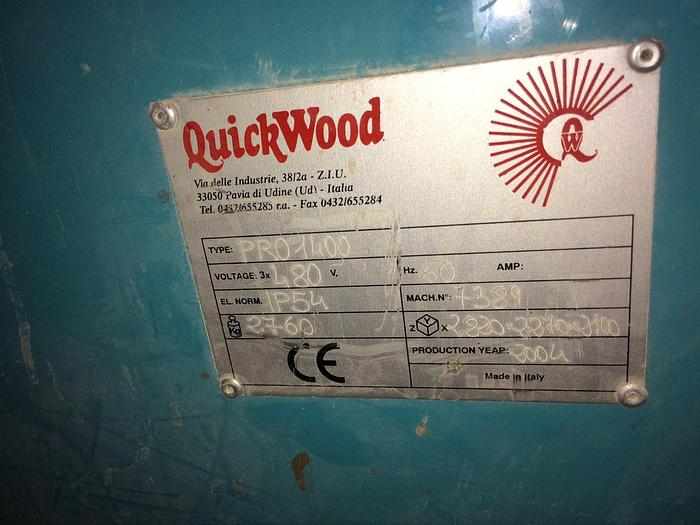 QuickWood
QW
Via delle Industrie, 38/2a - Z.I.U.
33050 Pavia di Udine (Ud) - Italia
Tel. 0432/655285 r.a. - Fax 0432/655284
TYPE: PRO1400
VOLTAGE: 3x 480 V. Hz. 60 AMP:
EL. NORM. IP54 MACH.N°: 7389
2760 Z Y X
CE PRODUCTION YEAR: 2004
Made in Italy